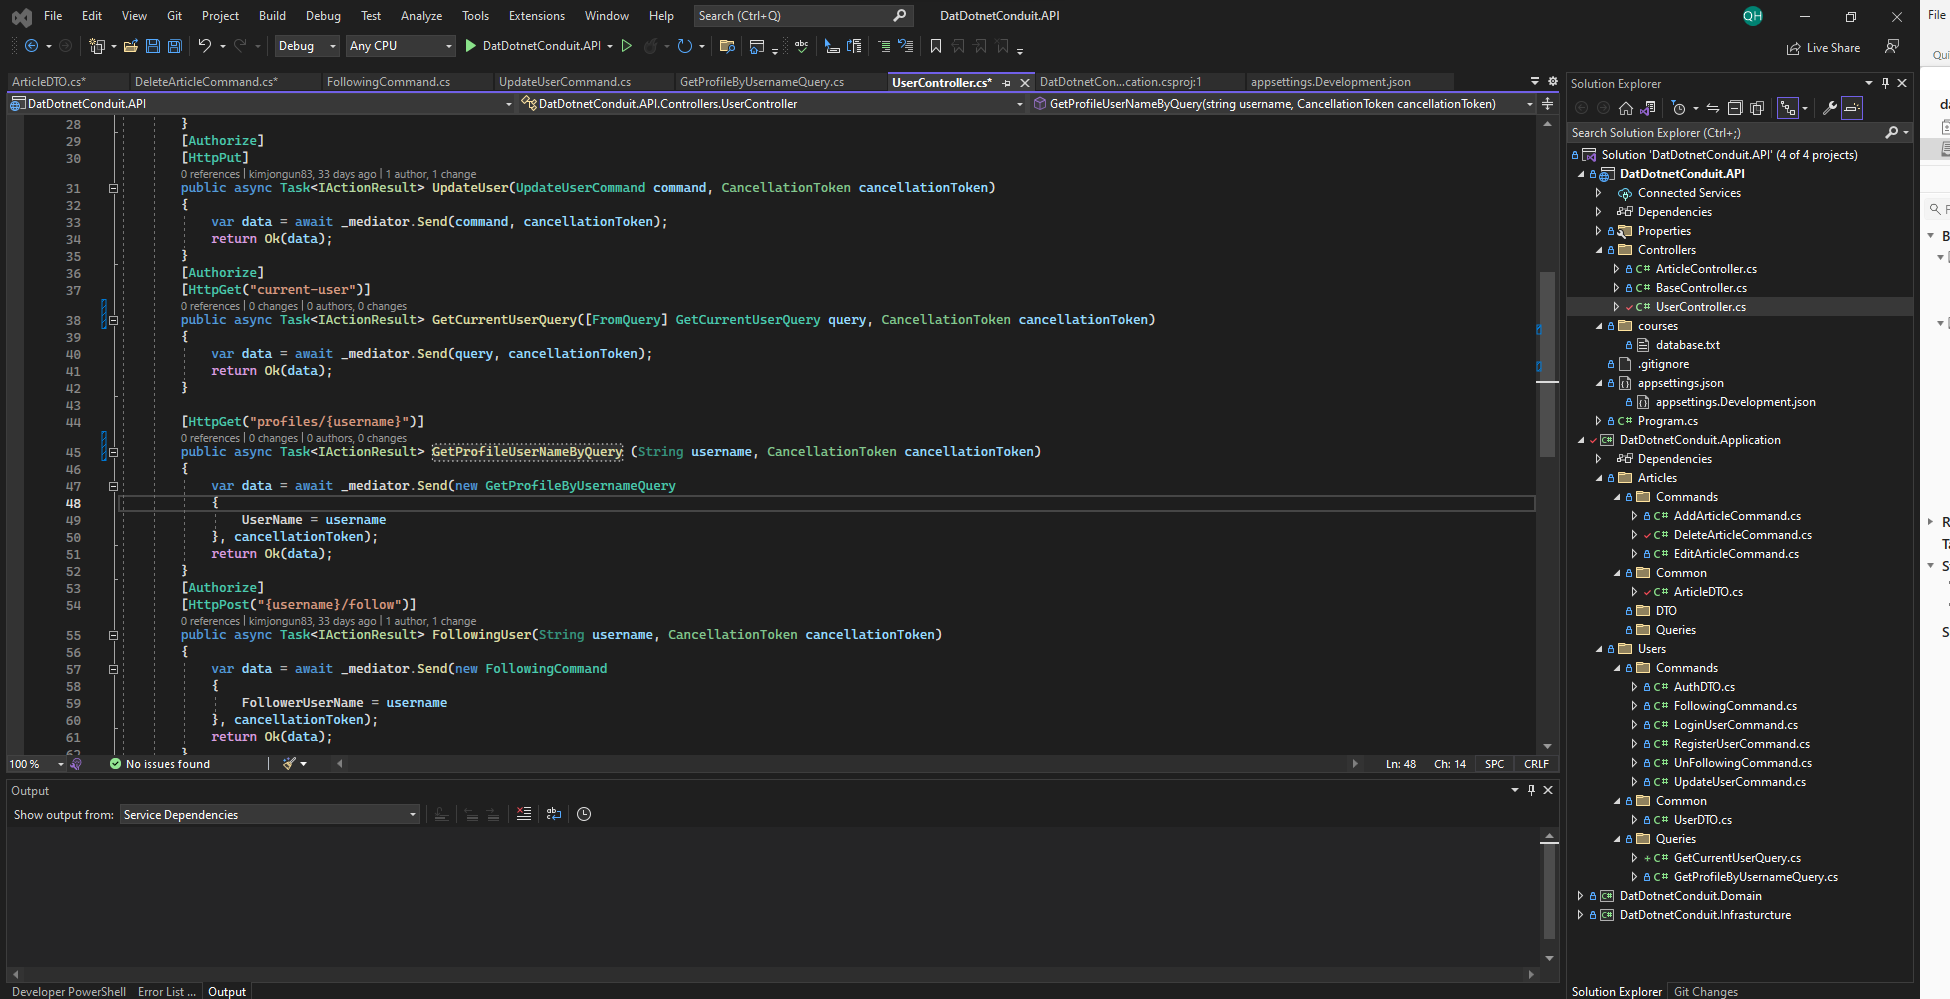 File Edit View Git Project Build Debug Test Analyze Tools Extensions Window Help Search (Ctrl+Q) DatDotnetConduit.API QH File
Debug Any CPU DatDotnetConduit.API Live Share
ArticleDTO.cs* DeleteArticleCommand.cs* FollowingCommand.cs UpdateUserCommand.cs GetProfileByUsernameQuery.cs UserController.cs* DatDotnetCon...cation.csproj:1 appsettings.Development.json
DatDotnetConduit.API DatDotnetConduit.API.Controllers.UserController GetProfileUserNameByQuery(string username, CancellationToken cancellationToken)
28 }
29 [Authorize]
30 [HttpPut]
0 references | kimjongun83, 33 days ago | 1 author, 1 change
31 public async Task<IActionResult> UpdateUser(UpdateUserCommand command, CancellationToken cancellationToken)
32 {
33 var data = await _mediator.Send(command, cancellationToken);
34 return Ok(data);
35 }
36 [Authorize]
37 [HttpGet("current-user")]
0 references | 0 changes | 0 authors, 0 changes
38 public async Task<IActionResult> GetCurrentUserQuery([FromQuery] GetCurrentUserQuery query, CancellationToken cancellationToken)
39 {
40 var data = await _mediator.Send(query, cancellationToken);
41 return Ok(data);
42 }
43
44 [HttpGet("profiles/{username}")]
0 references | 0 changes | 0 authors, 0 changes
45 public async Task<IActionResult> GetProfileUserNameByQuery (String username, CancellationToken cancellationToken)
46 {
47 var data = await _mediator.Send(new GetProfileByUsernameQuery
48 {
49 UserName = username
50 }, cancellationToken);
51 return Ok(data);
52 }
53 [Authorize]
54 [HttpPost("{username}/follow")]
0 references | kimjongun83, 33 days ago | 1 author, 1 change
55 public async Task<IActionResult> FollowingUser(String username, CancellationToken cancellationToken)
56 {
57 var data = await _mediator.Send(new FollowingCommand
58 {
59 FollowerUserName = username
60 }, cancellationToken);
61 return Ok(data);
62 }
100 % No issues found Ln: 48 Ch: 14 SPC CRLF
Output
Show output from: Service Dependencies
Developer PowerShell Error List ... Output
Solution Explorer
Search Solution Explorer (Ctrl+;)
Solution 'DatDotnetConduit.API' (4 of 4 projects)
DatDotnetConduit.API
Connected Services
Dependencies
Properties
Controllers
C# ArticleController.cs
C# BaseController.cs
C# UserController.cs
courses
database.txt
.gitignore
appsettings.json
appsettings.Development.json
C# Program.cs
C# DatDotnetConduit.Application
Dependencies
Articles
Commands
C# AddArticleCommand.cs
C# DeleteArticleCommand.cs
C# EditArticleCommand.cs
Common
C# ArticleDTO.cs
DTO
Queries
Users
Commands
C# AuthDTO.cs
C# FollowingCommand.cs
C# LoginUserCommand.cs
C# RegisterUserCommand.cs
C# UnFollowingCommand.cs
C# UpdateUserCommand.cs
Common
C# UserDTO.cs
Queries
C# GetCurrentUserQuery.cs
C# GetProfileByUsernameQuery.cs
C# DatDotnetConduit.Domain
C# DatDotnetConduit.Infrasturcture
Solution Explorer Git Changes